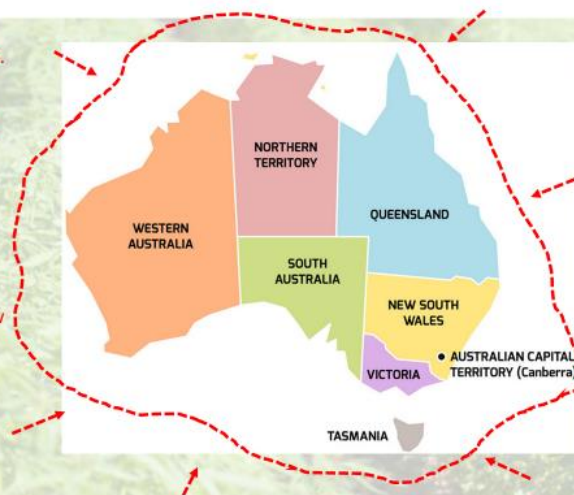 NORTHERN
TERRITORY
QUEENSLAND
WESTERN
AUSTRALIA
SOUTH
AUSTRALIA
NEW SOUTH
WALES
AUSTRALIAN CAPITAL
TERRITORY (Canberra)
VICTORIA
TASMANIA